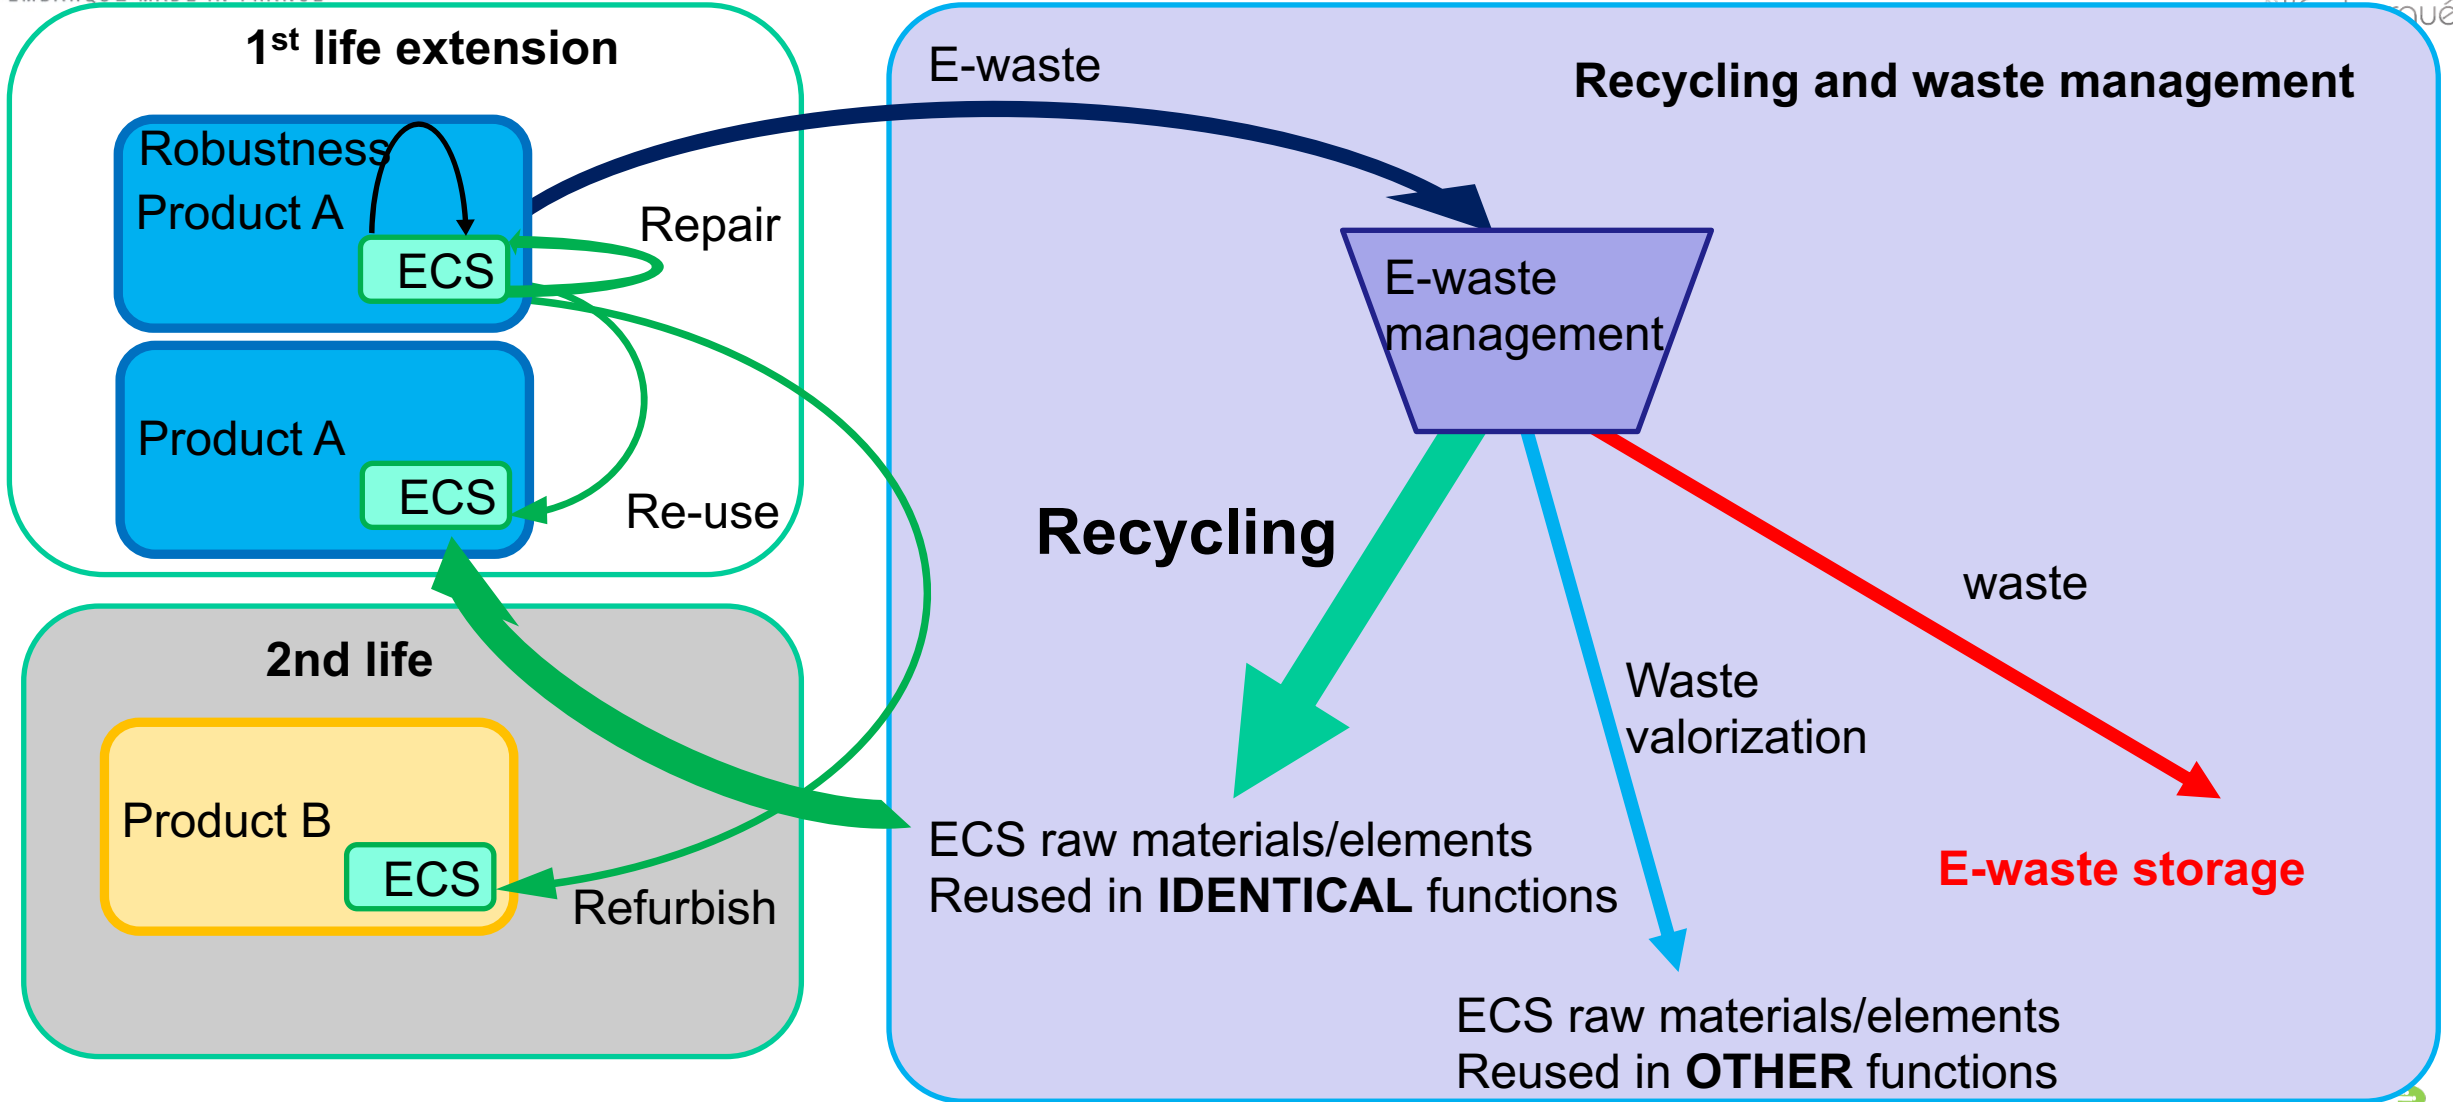 1st life extension
Robustness
Product A
ECS
Repair
Product A
ECS
Re-use
2nd life
Product B
ECS
Refurbish
E-waste
Recycling and waste management
E-waste
management
Recycling
waste
Waste
valorization
ECS raw materials/elements
Reused in IDENTICAL functions
E-waste storage
ECS raw materials/elements
Reused in OTHER functions